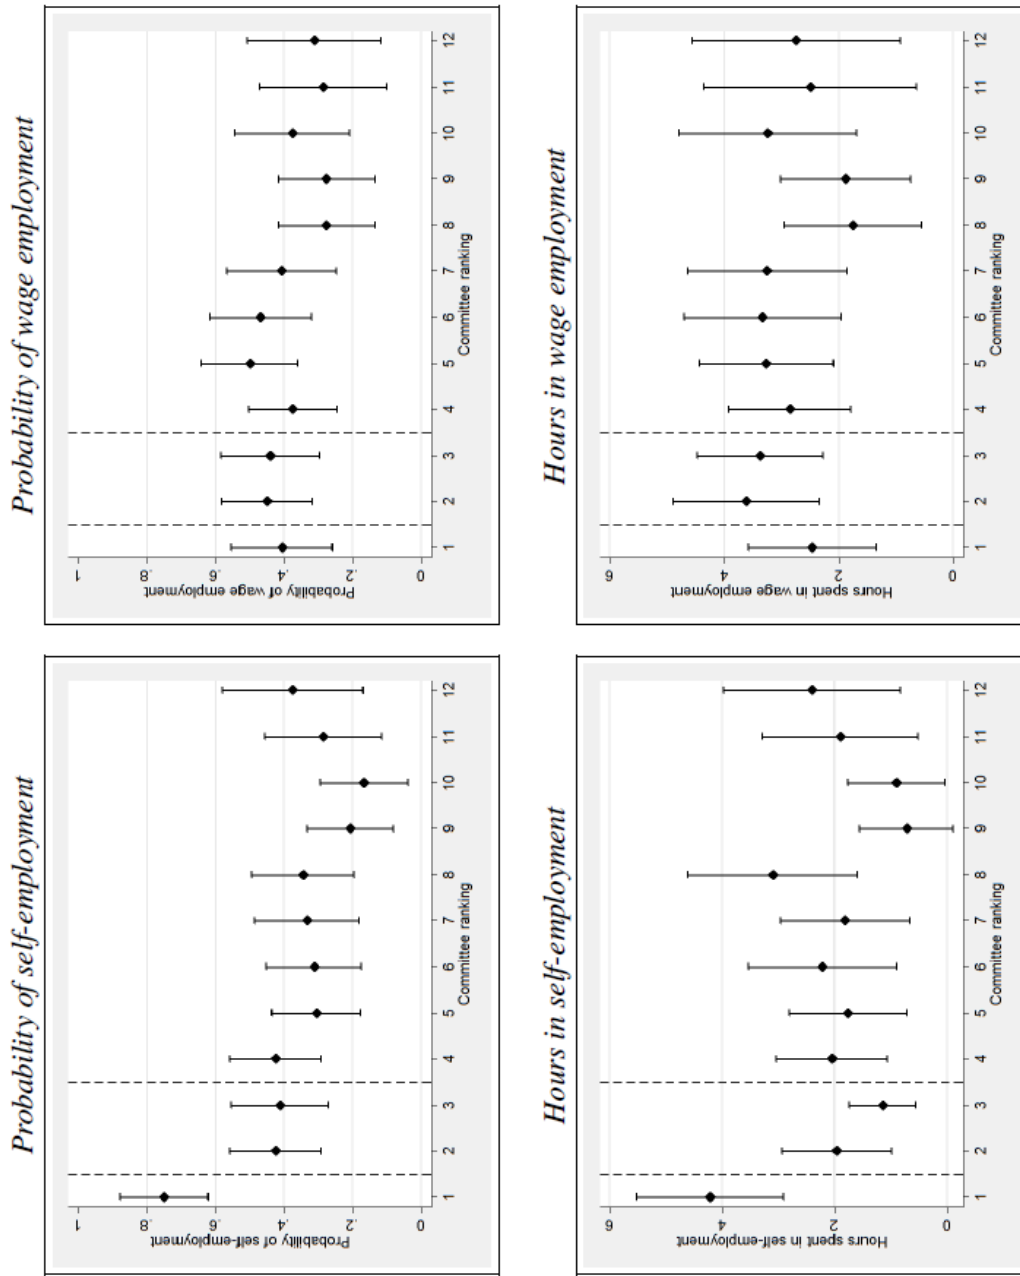 Probability of self-employment
Probability of self-employment
1
.8
.6
.4
.2
0
1 2 3 4 5 6 7 8 9 10 11 12
Committee ranking
Probability of wage employment
Probability of wage employment
1
.8
.6
.4
.2
0
1 2 3 4 5 6 7 8 9 10 11 12
Committee ranking
Hours in self-employment
Hours spent in self-employment
6
4
2
0
1 2 3 4 5 6 7 8 9 10 11 12
Committee ranking
Hours in wage employment
Hours spent in wage employment
6
4
2
0
1 2 3 4 5 6 7 8 9 10 11 12
Committee ranking